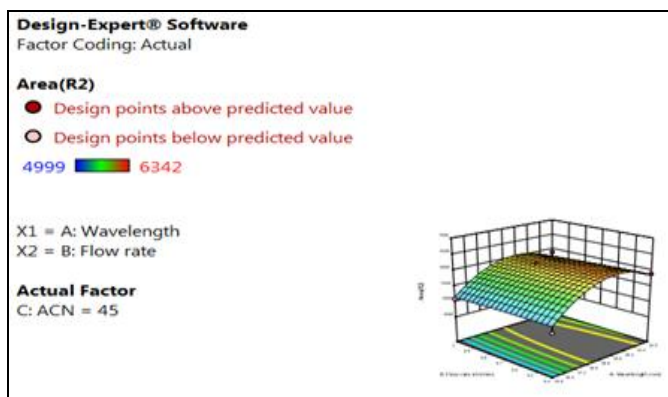 Design-Expert® Software
Factor Coding: Actual
Area(R2)
Design points above predicted value
Design points below predicted value
4999 6342
X1 = A: Wavelength
X2 = B: Flow rate
Actual Factor
C: ACN = 45